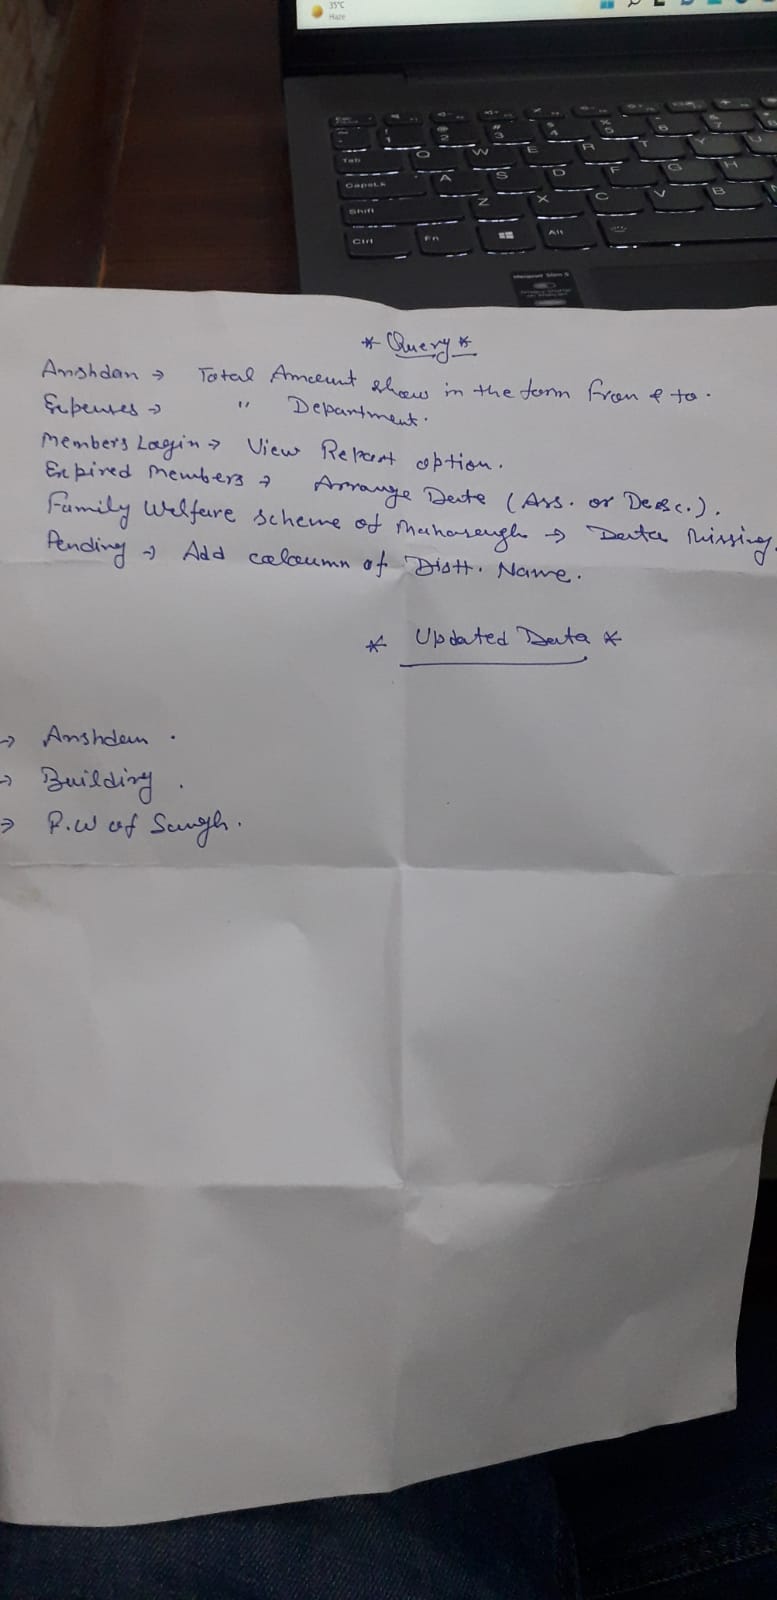 35°C
Haze
Tab
Q W E R T Y U
CapsLk
A S D F G H
Shift
Z X C V B
Ctrl Fn Alt
* Query *
Anshdan → Total Amount show in the form from & to.
Expenses → " Department.
Members Login → View Report option.
Expired Members → Arrange Date (Ass. or Desc.).
Family Welfare scheme of Mahasangh → Data Missing.
Pending → Add coloumn of Distt. Name.
* Updated Data *
→ Anshdan .
→ Building .
→ F.W of Sangh.